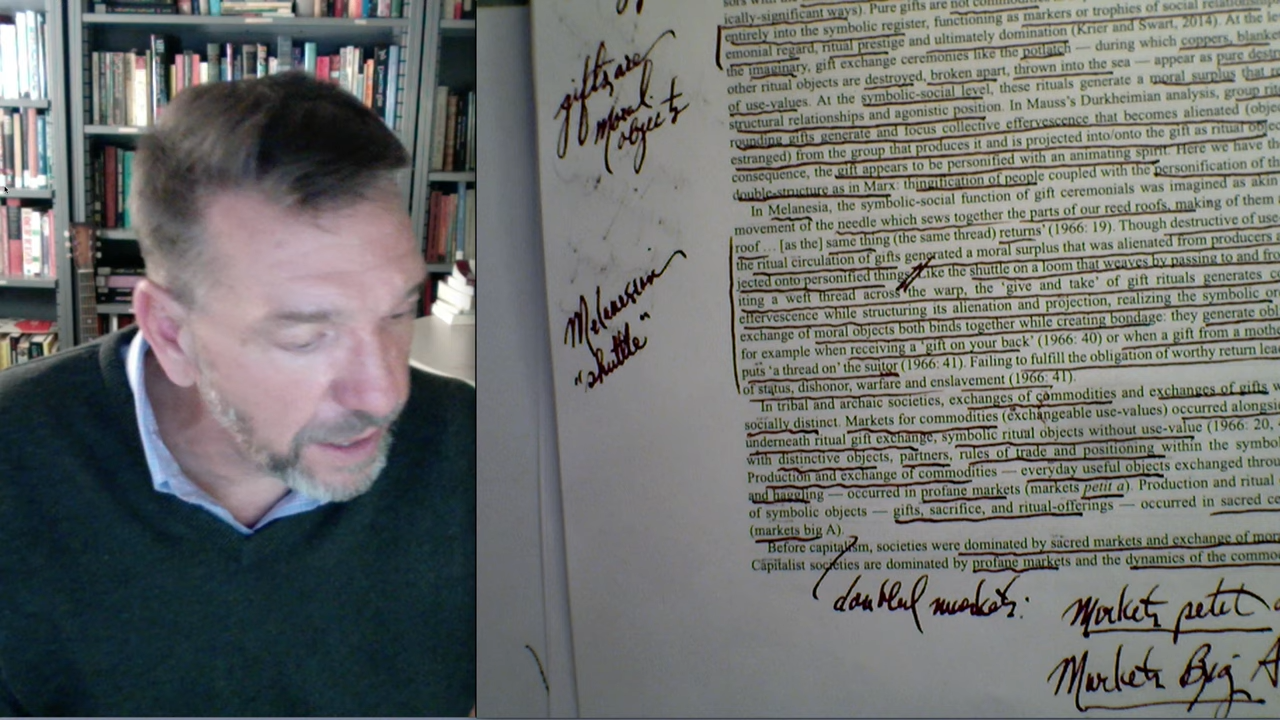 ically-significant ways). Pure gifts are not
entirely into the symbolic register, functioning as markers or trophies of social
emonial regard, ritual prestige and ultimately domination (Krier and Swart, 2014). At the
the imaginary, gift exchange ceremonies like the potlatch — during which coppers,
other ritual objects are destroyed, broken apart, thrown into the sea — appear as pure
of use-values. At the symbolic-social level, these rituals generate a moral surplus that
structural relationships and agonistic position. In Mauss's Durkheimian analysis, group
rounding gifts generate and focus collective effervescence that becomes alienated
estranged) from the group that produces it and is projected into/onto the gift as ritual
consequence, the gift appears to be personified with an animating spirit. Here we have the
double-structure as in Marx: thingification of people coupled with the personification of
In Melanesia, the symbolic-social function of gift ceremonials was imagined as akin
movement of the needle which sews together the parts of our reed roofs, making of them
roof ... [as the] same thing (the same thread) returns' (1966: 19). Though destructive of
the ritual circulation of gifts generated a moral surplus that was alienated from producers
jected onto personified things. Like the shuttle on a loom that weaves by passing to and
iting a weft thread across the warp, the 'give and take' of gift rituals generates
effervescence while structuring its alienation and projection, realizing the symbolic
exchange of moral objects both binds together while creating bondage: they generate
for example when receiving a 'gift on your back' (1966: 40) or when a gift from a
puts 'a thread on' the suitor (1966: 41). Failing to fulfill the obligation of worthy return
of status, dishonor, warfare and enslavement (1966: 41).
In tribal and archaic societies, exchanges of commodities and exchanges of gifts
socially distinct. Markets for commodities (exchangeable use-values) occurred
underneath ritual gift exchange, symbolic ritual objects without use-value (1966: 20,
with distinctive objects, partners, rules of trade and positioning within the
Production and exchange of commodities — everyday useful objects exchanged
and haggling — occurred in profane markets (markets petit a). Production and ritual
of symbolic objects — gifts, sacrifice, and ritual-offerings — occurred in sacred
(markets big A).
Before capitalism, societies were dominated by sacred markets and exchange of
Capitalist societies are dominated by profane markets and the dynamics of the
gifts are
moral
objects
Melanesian
"shuttle"
doubled markets:
Markets petit
Markets Big A